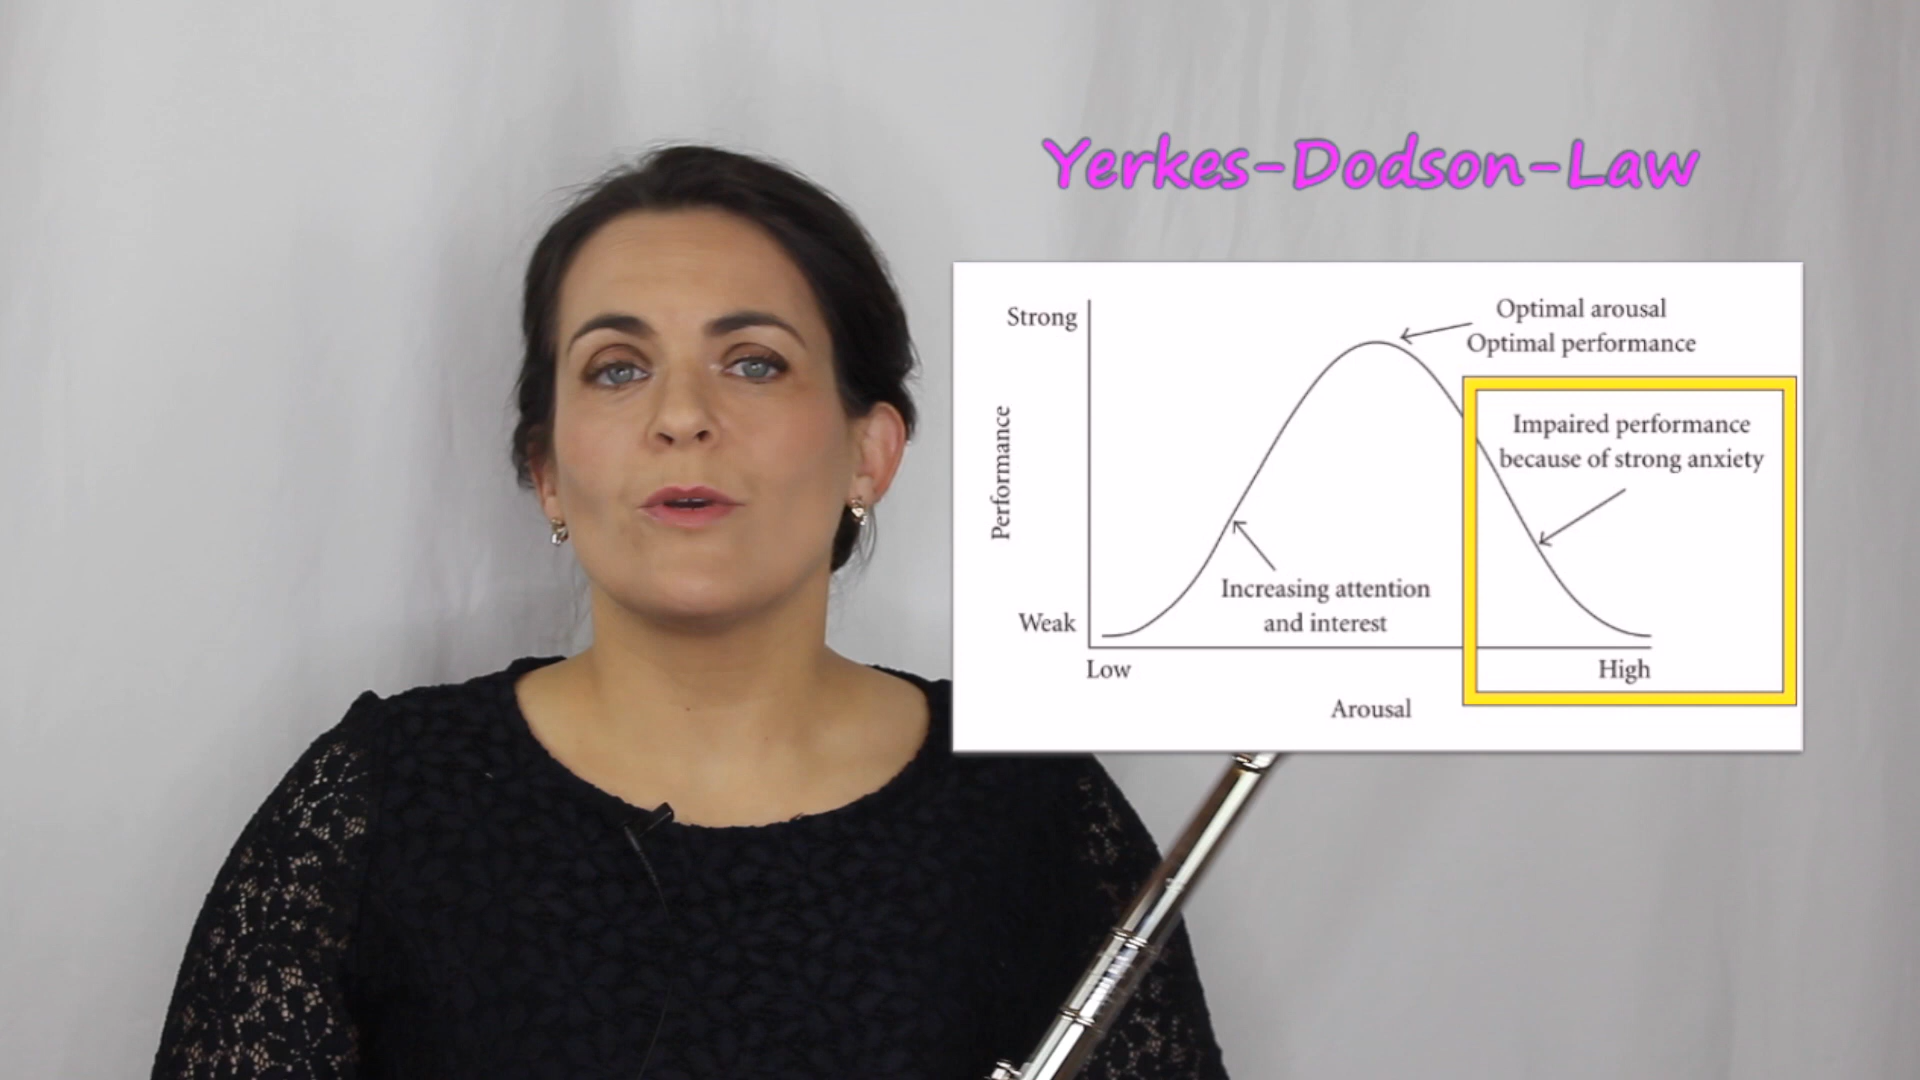 Yerkes-Dodson-Law
Strong
Optimal arousal
Optimal performance
Impaired performance
because of strong anxiety
Performance
Increasing attention
and interest
Weak
Low
High
Arousal